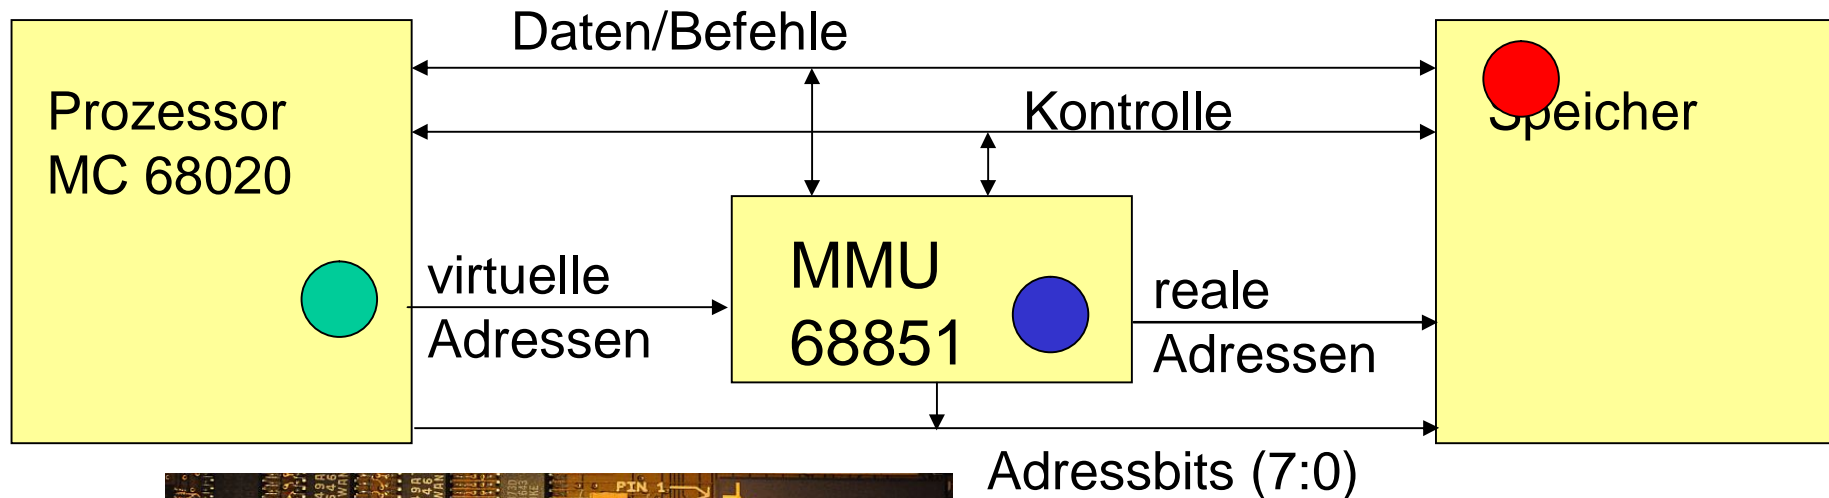 Daten/Befehle
Prozessor
MC 68020
Kontrolle
Speicher
virtuelle
Adressen
MMU
68851
reale
Adressen
Adressbits (7:0)
PIN 1